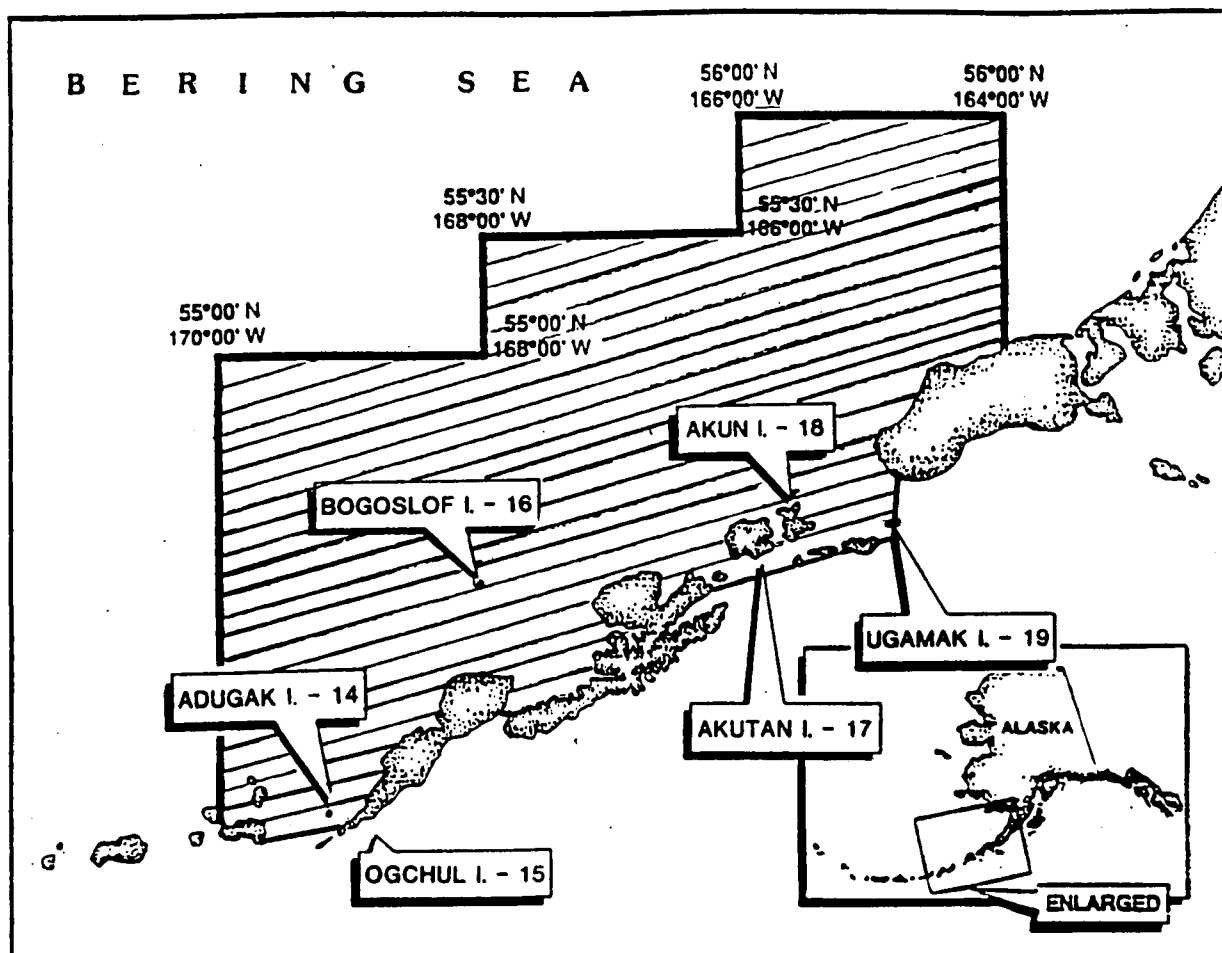 BERING SEA
56°00' N
166°00' W
56°00' N
164°00' W
55°30' N
168°00' W
55°30' N
166°00' W
55°00' N
170°00' W
55°00' N
168°00' W
AKUN I. - 18
BOGOSLOF I. - 16
UGAMAK I. - 19
ADUGAK I. - 14
AKUTAN I. - 17
ALASKA
OGCHUL I. - 15
ENLARGED